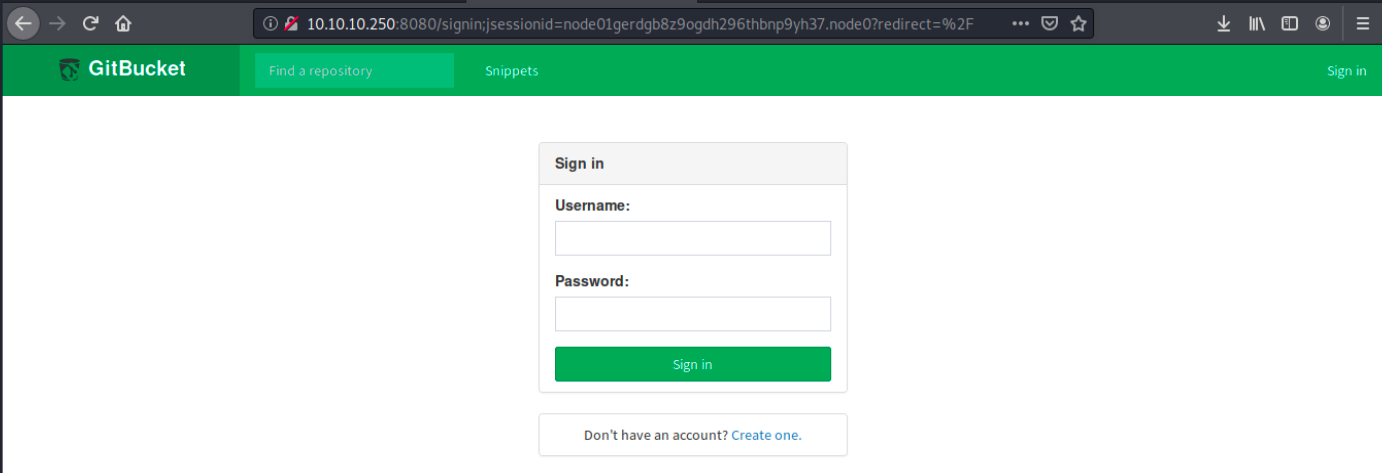 10.10.10.250:8080/signin;jsessionid=node01gerdgb8z9ogdh296thbnp9yh37.node0?redirect=%2F
GitBucket
Find a repository
Snippets
Sign in
Sign in
Username:
Password:
Sign in
Don't have an account? Create one.